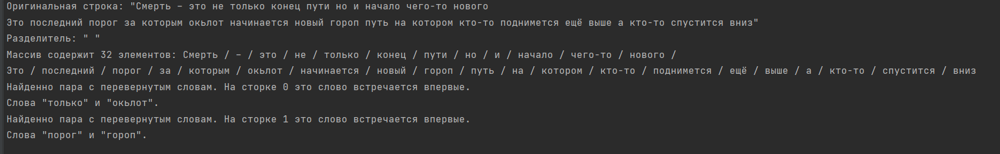 Оригинальная строка: "Смерть – это не только конец пути но и начало чего-то нового
Это последний порог за которым окьлот начинается новый гороп путь на котором кто-то поднимется ещё выше а кто-то спустится вниз"
Разделитель: " "
Массив содержит 32 элементов: Смерть / – / это / не / только / конец / пути / но / и / начало / чего-то / нового /
Это / последний / порог / за / которым / окьлот / начинается / новый / гороп / путь / на / котором / кто-то / поднимется / ещё / выше / а / кто-то / спустится / вниз
Найденно пара с перевернутым словам. На сторке 0 это слово встречается впервые.
Слова "только" и "окьлот".
Найденно пара с перевернутым словам. На сторке 1 это слово встречается впервые.
Слова "порог" и "гороп".